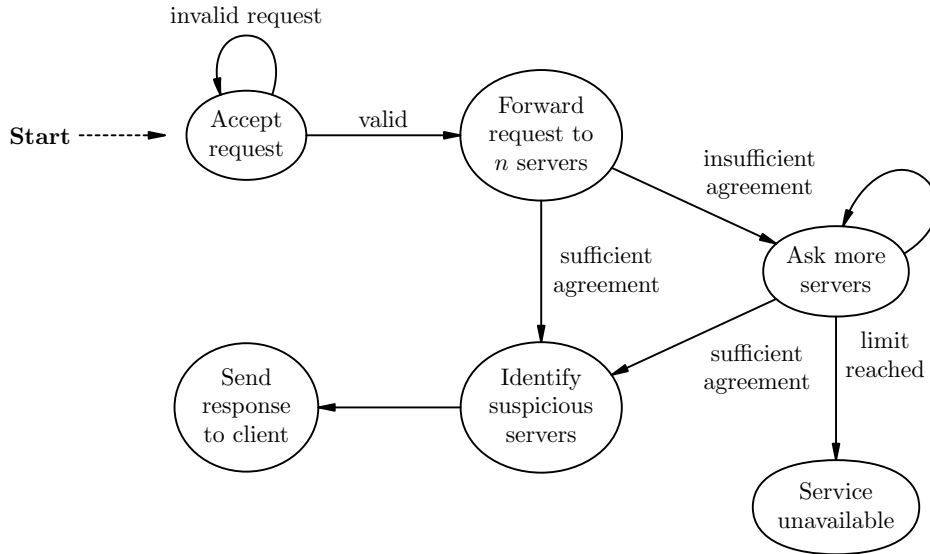 invalid request
Start
Accept
request
valid
Forward
request to
n servers
insufficient
agreement
Ask more
servers
sufficient
agreement
sufficient
agreement
limit
reached
Send
response
to client
Identify
suspicious
servers
Service
unavailable